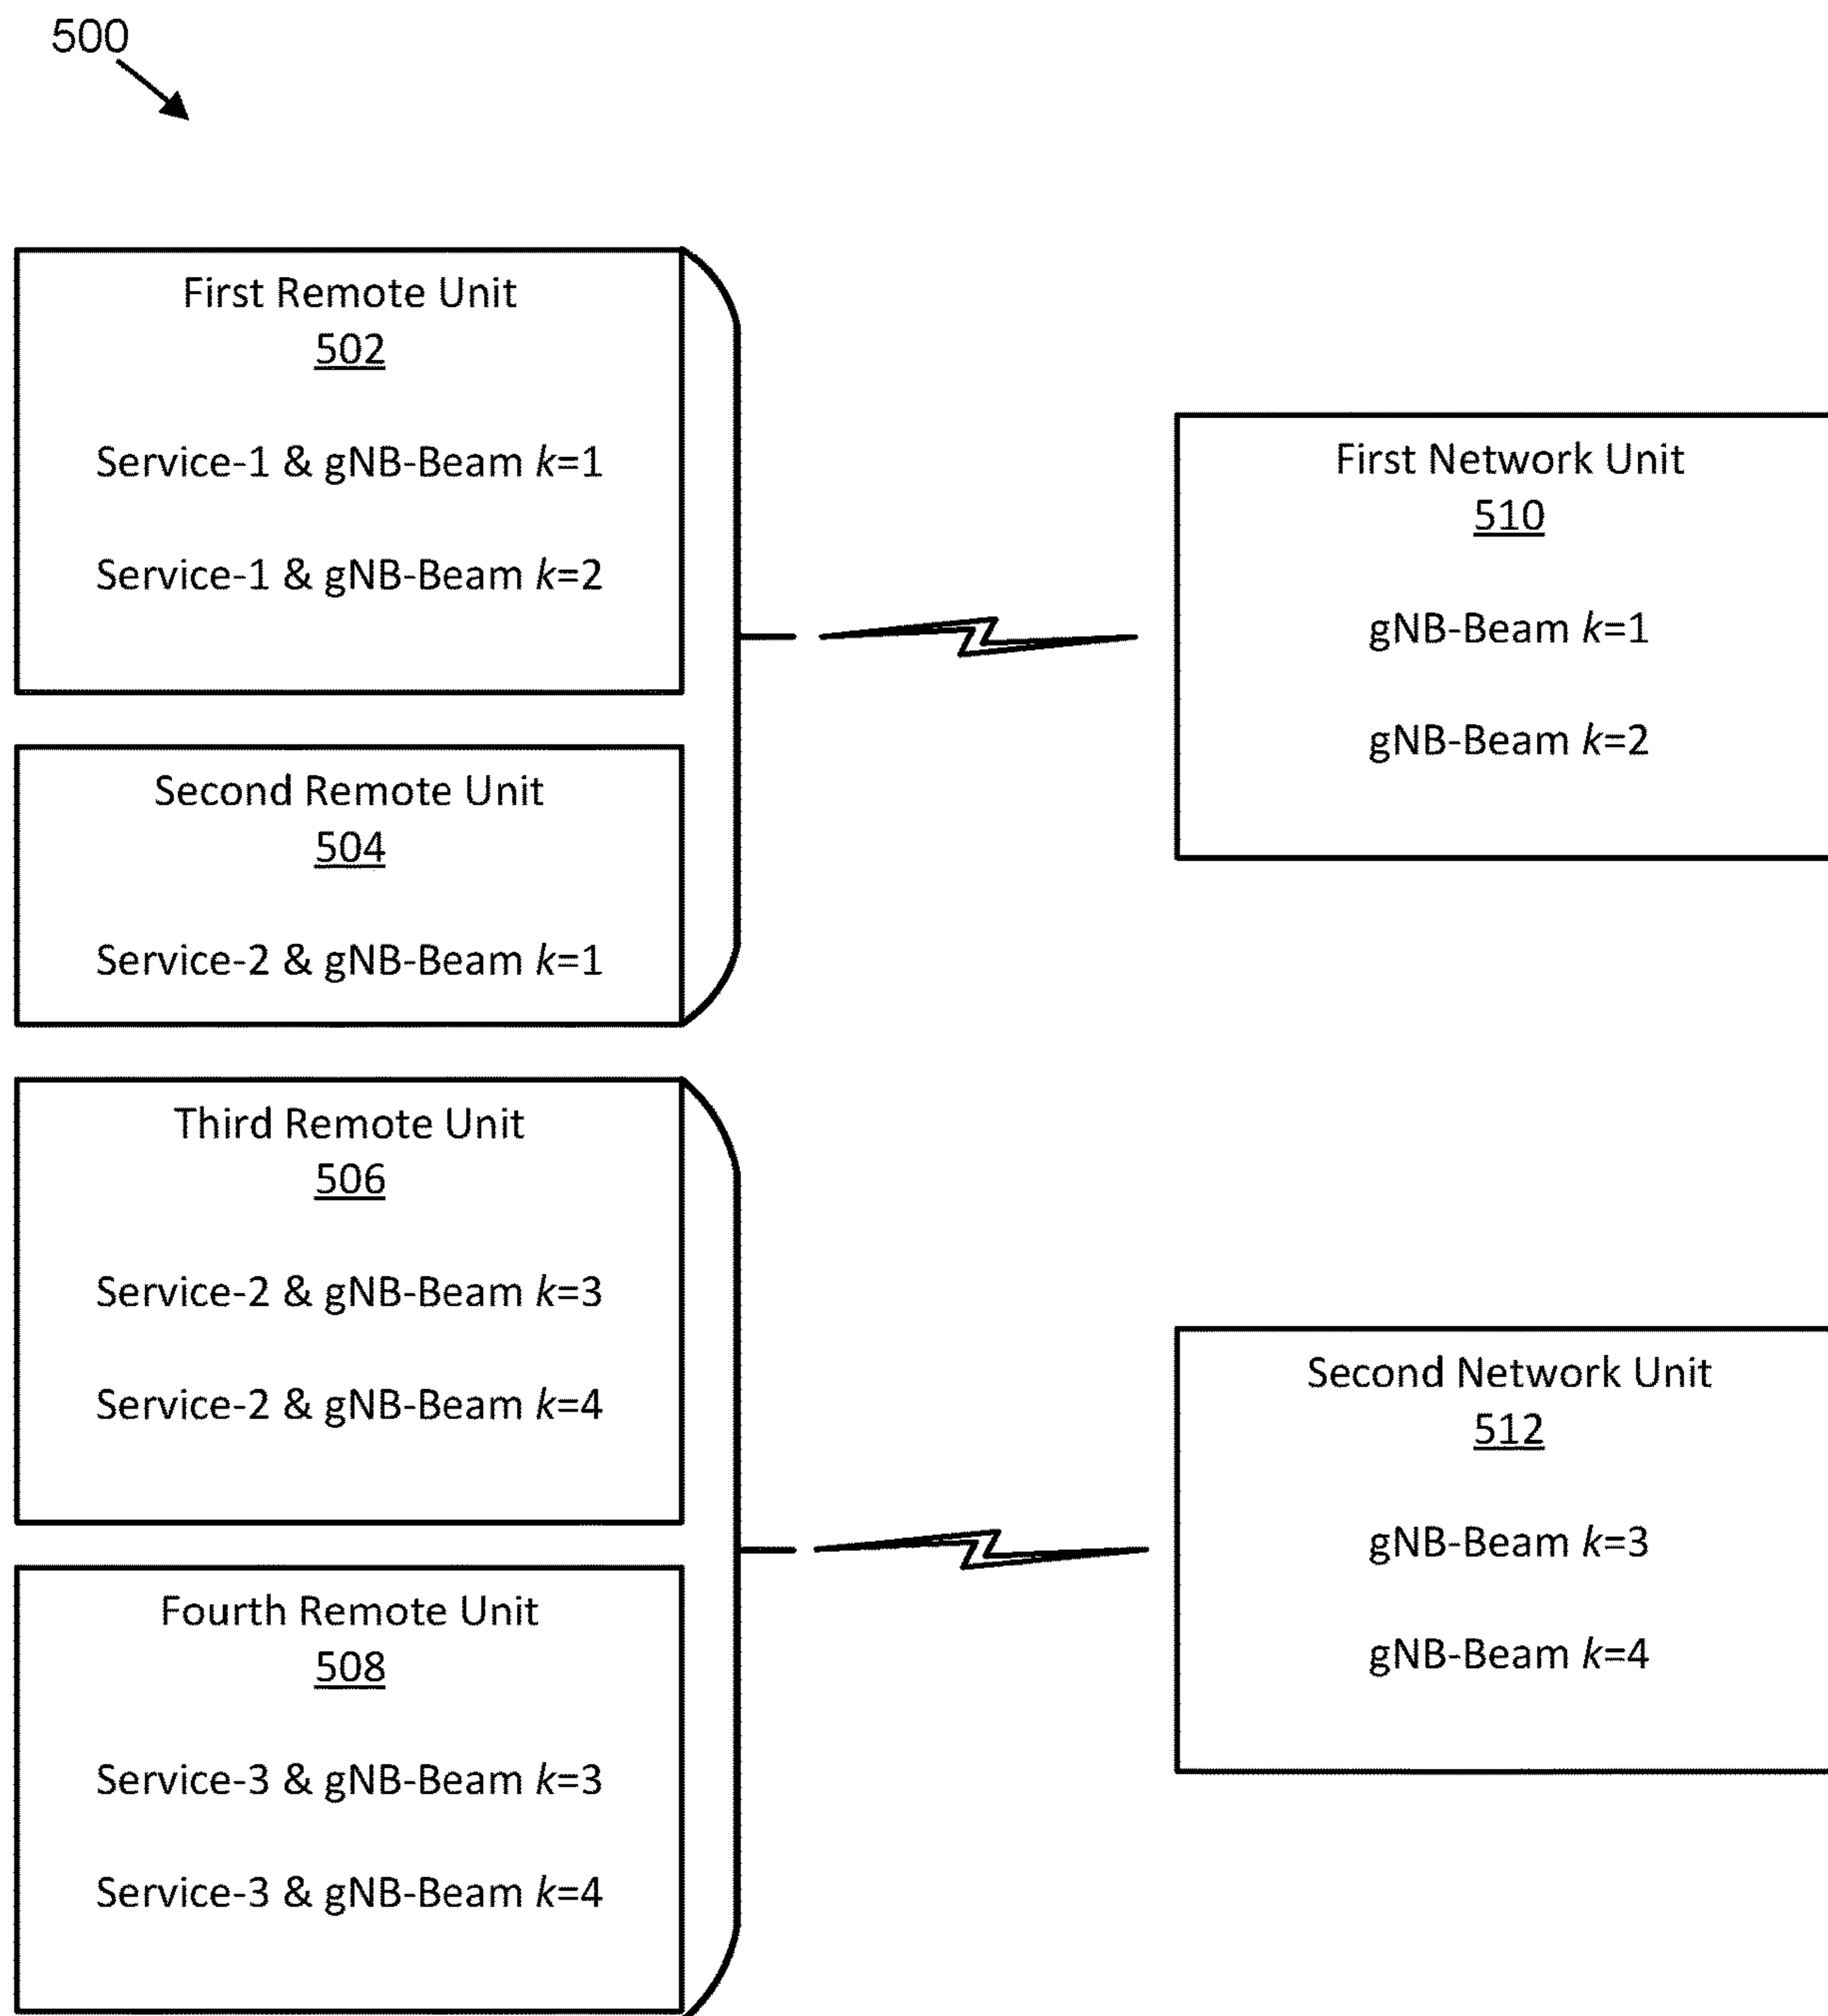 500
First Remote Unit
502
Service-1 & gNB-Beam k=1
Service-1 & gNB-Beam k=2
Second Remote Unit
504
Service-2 & gNB-Beam k=1
Third Remote Unit
506
Service-2 & gNB-Beam k=3
Service-2 & gNB-Beam k=4
Fourth Remote Unit
508
Service-3 & gNB-Beam k=3
Service-3 & gNB-Beam k=4
First Network Unit
510
gNB-Beam k=1
gNB-Beam k=2
Second Network Unit
512
gNB-Beam k=3
gNB-Beam k=4